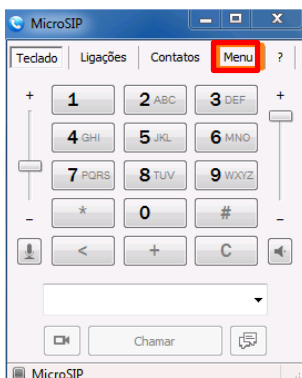 MicroSIP
Teclado Ligações Contatos Menu ?
+ 1 2 ABC 3 DEF +
4 GHI 5 JKL 6 MNO
7 PQRS 8 TUV 9 WXYZ
- * 0 # -
< + C
Chamar
MicroSIP